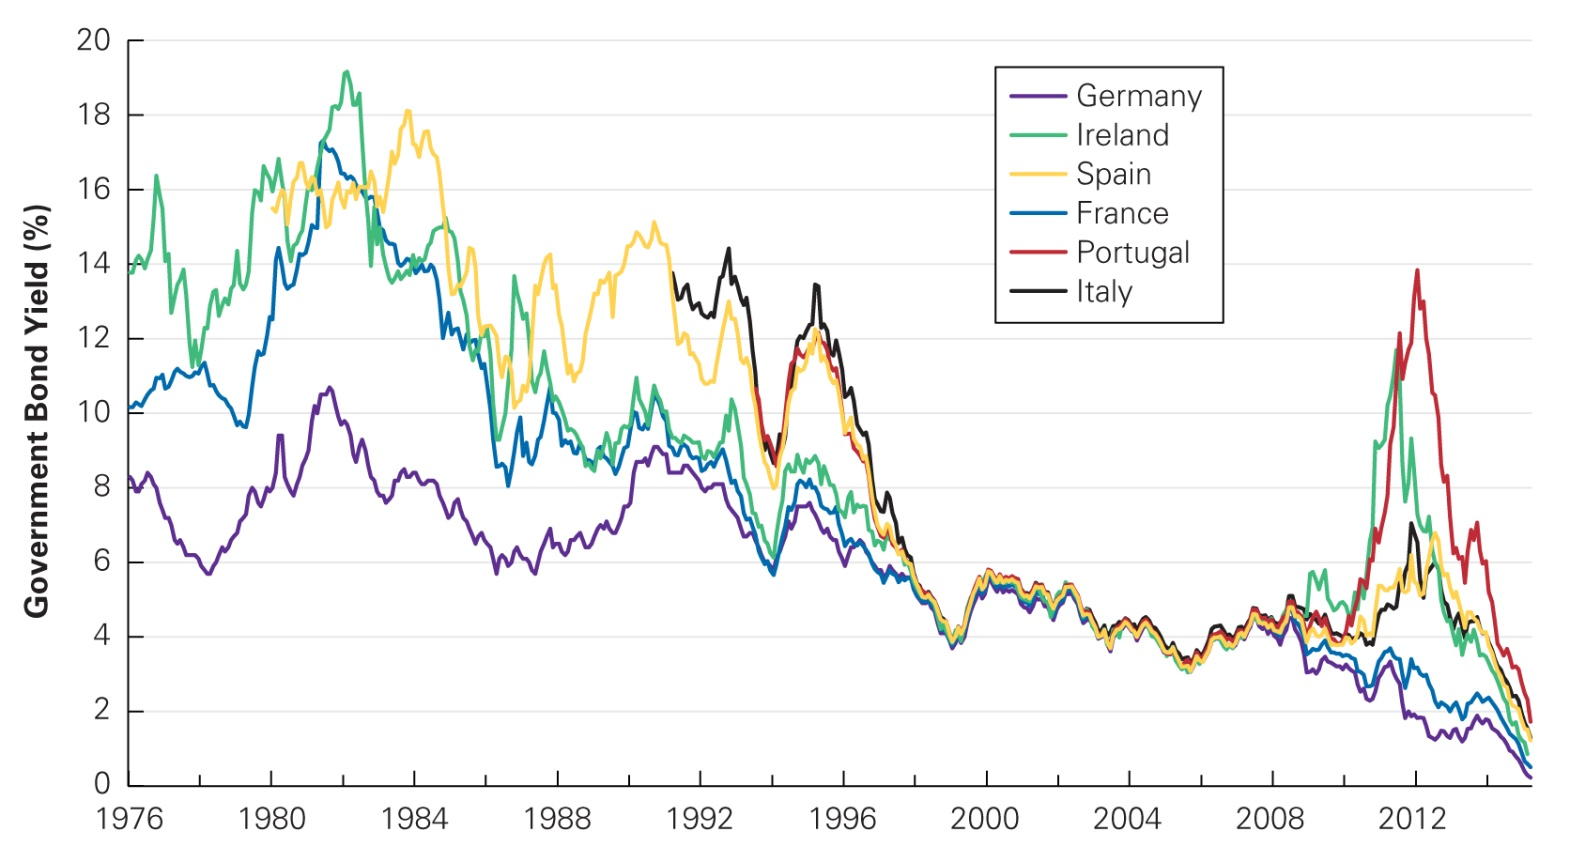 Government Bond Yield (%)
20
18
16
14
12
10
8
6
4
2
0
Germany
Ireland
Spain
France
Portugal
Italy
1976 1980 1984 1988 1992 1996 2000 2004 2008 2012